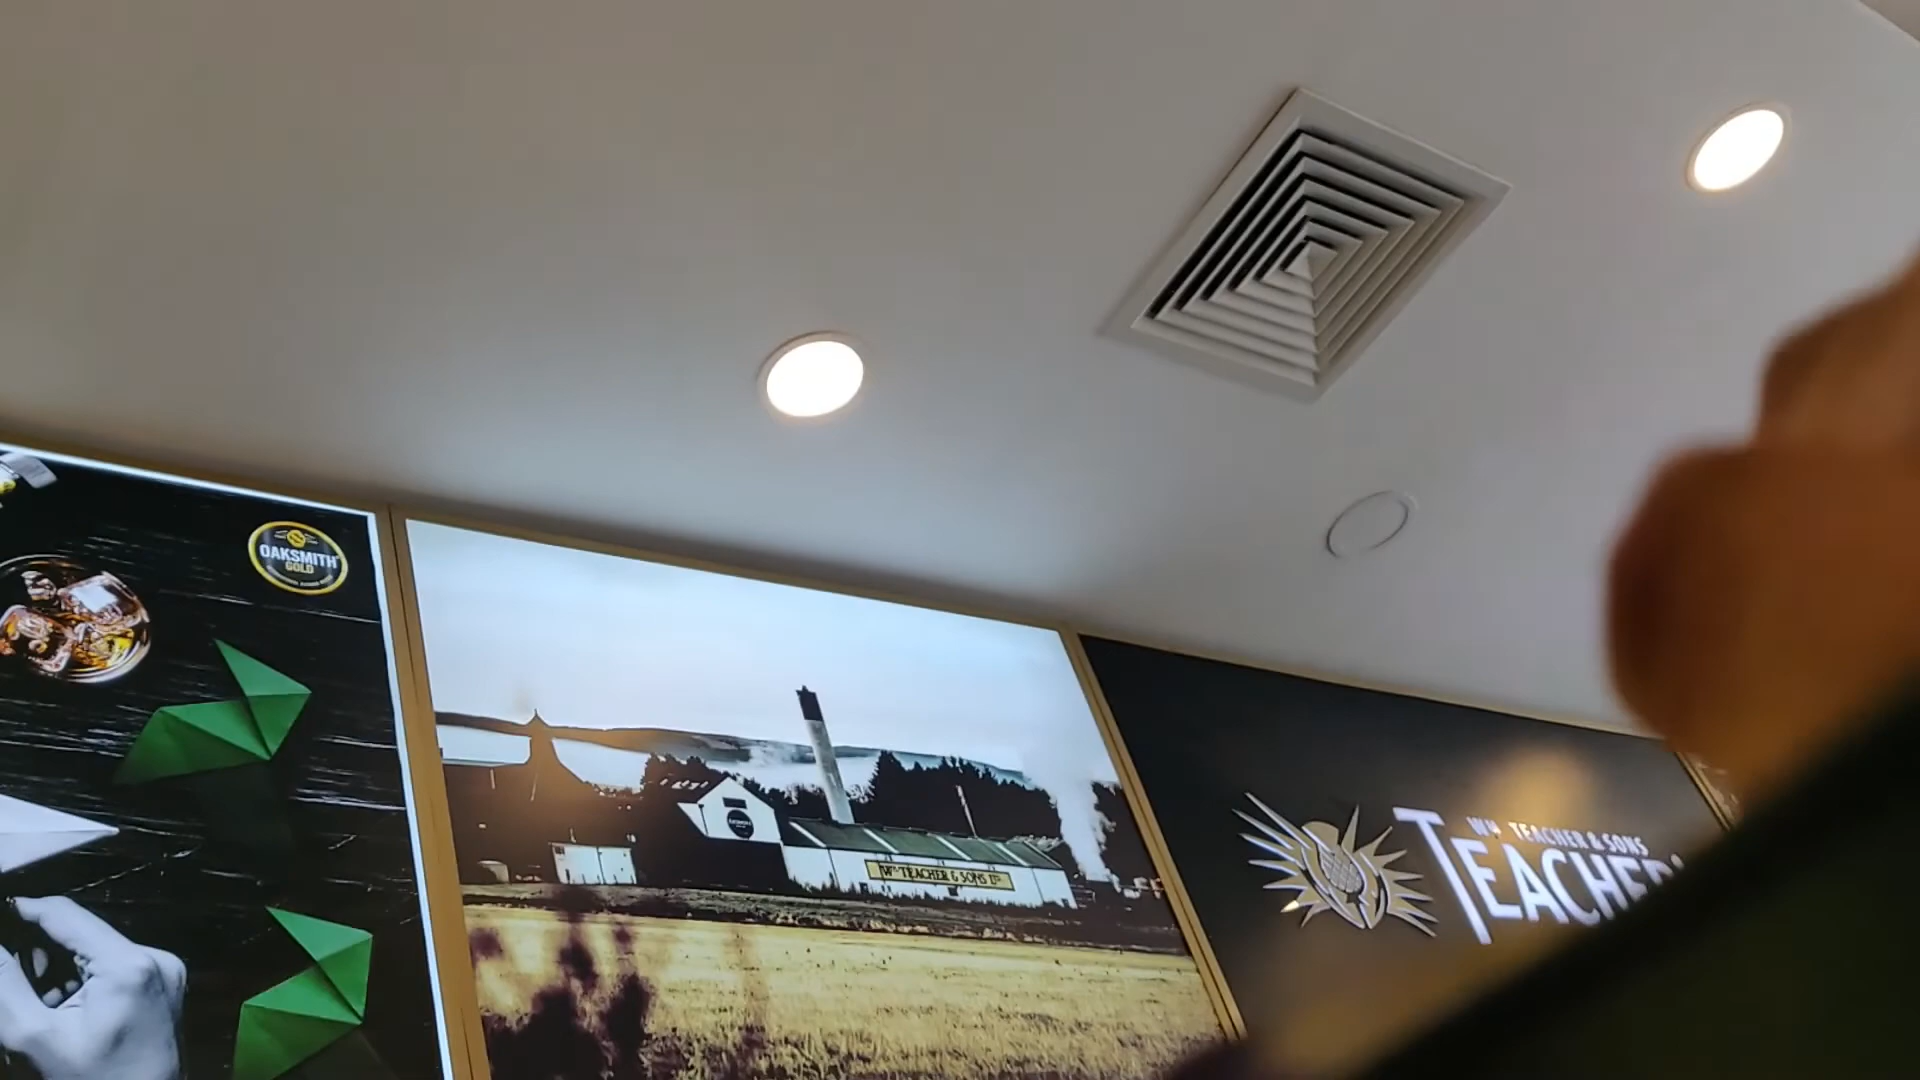 OAKSMITH
GOLD
WM TEACHER & SONS LTD
WM TEACHER & SONS
TEACHER'